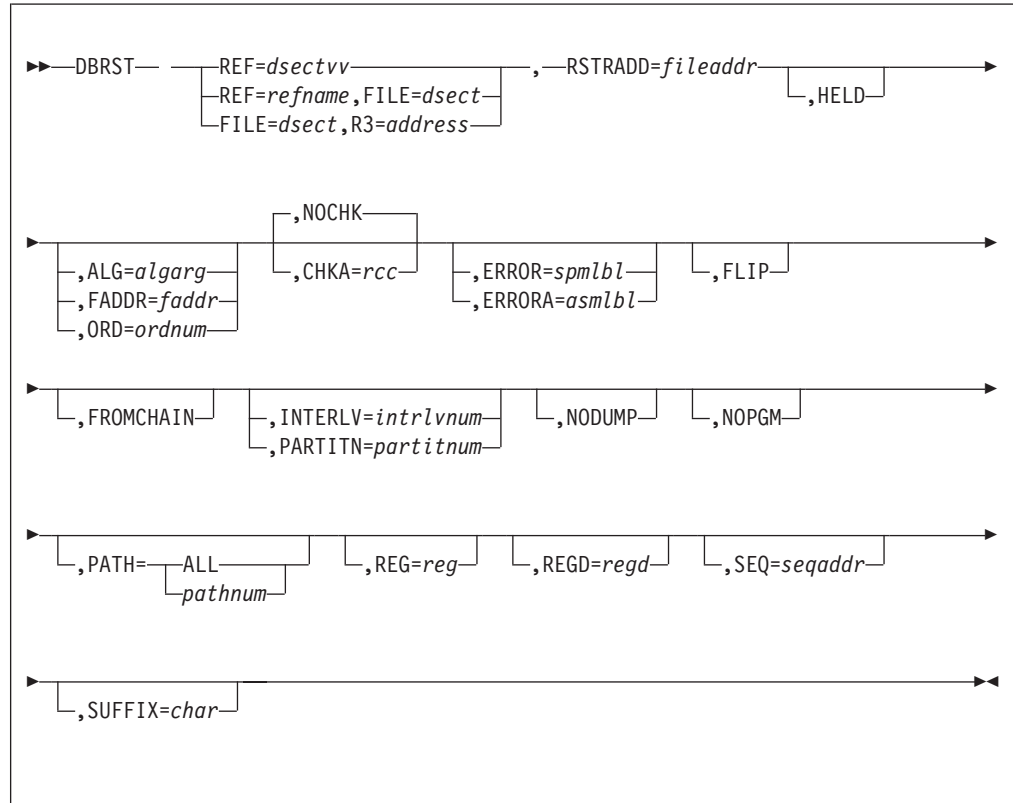 DBRST REF=dsectvv , RSTRADD=fileaddr
REF=refname,FILE=dsect ,HELD
FILE=dsect,R3=address
,NOCHK
,ALG=algarg ,CHKA=rcc ,ERROR=spmlbl ,FLIP
,FADDR=faddr ,ERRORA=asmlbl
,ORD=ordnum
,FROMCHAIN ,INTERLV=intrlvnum ,NODUMP ,NOPGM
,PARTITN=partitnum
,PATH= ALL ,REG=reg ,REGD=regd ,SEQ=seqaddr
pathnum
,SUFFIX=char